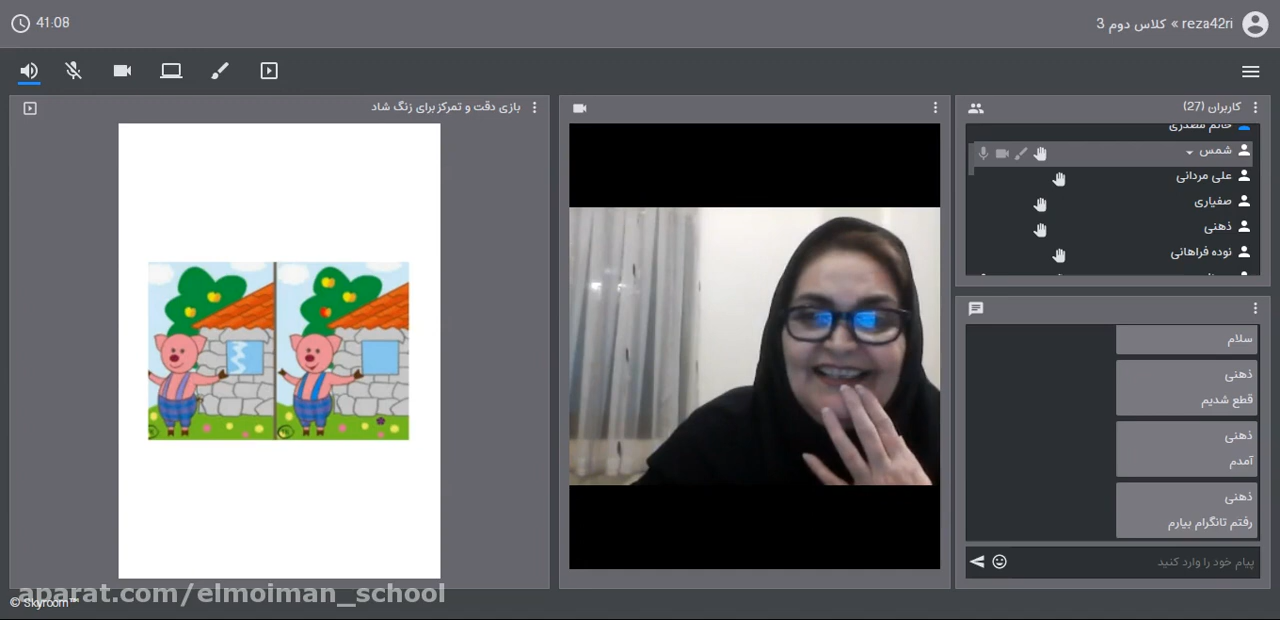 41:08
reza42ri » کلاس دوم 3
بازی دقت و تمرکز برای زنگ شاد
کاربران (27)
خانم مصدری
شمس
علی مردانی
صفیاری
ذهنی
نوده فراهانی
سلام
ذهنی
قطع شدیم
ذهنی
آمدم
ذهنی
رفتم تانگرام بیارم
پیام خود را وارد کنید
aparat.com/elmoiman_school
© Skyroom™